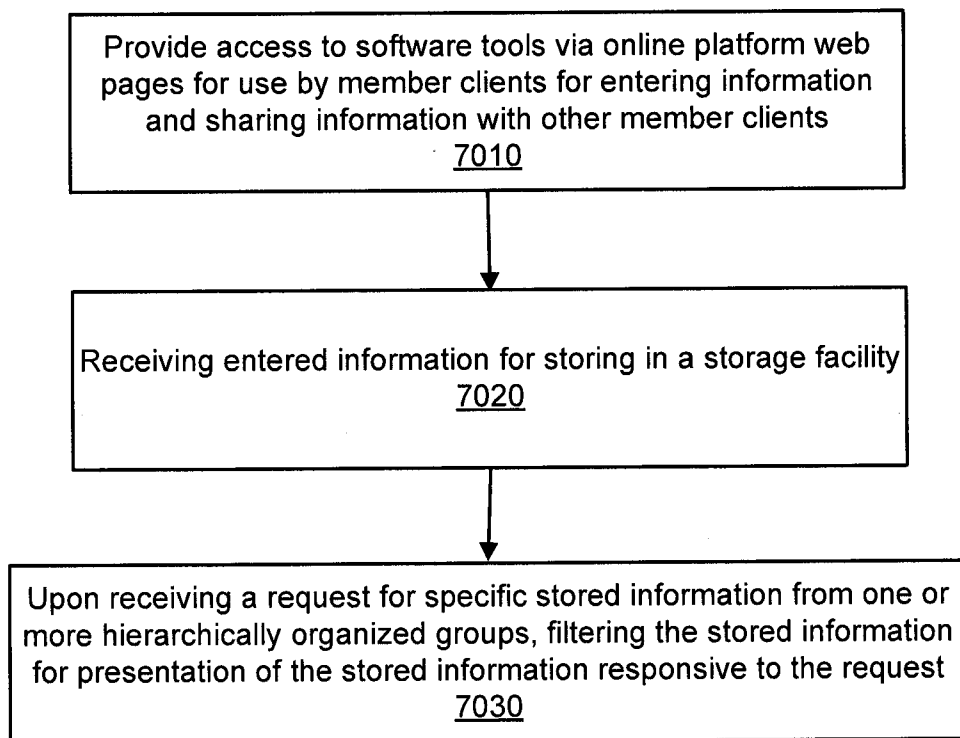 Provide access to software tools via online platform web
pages for use by member clients for entering information
and sharing information with other member clients
7010
Receiving entered information for storing in a storage facility
7020
Upon receiving a request for specific stored information from one or
more hierarchically organized groups, filtering the stored information
for presentation of the stored information responsive to the request
7030